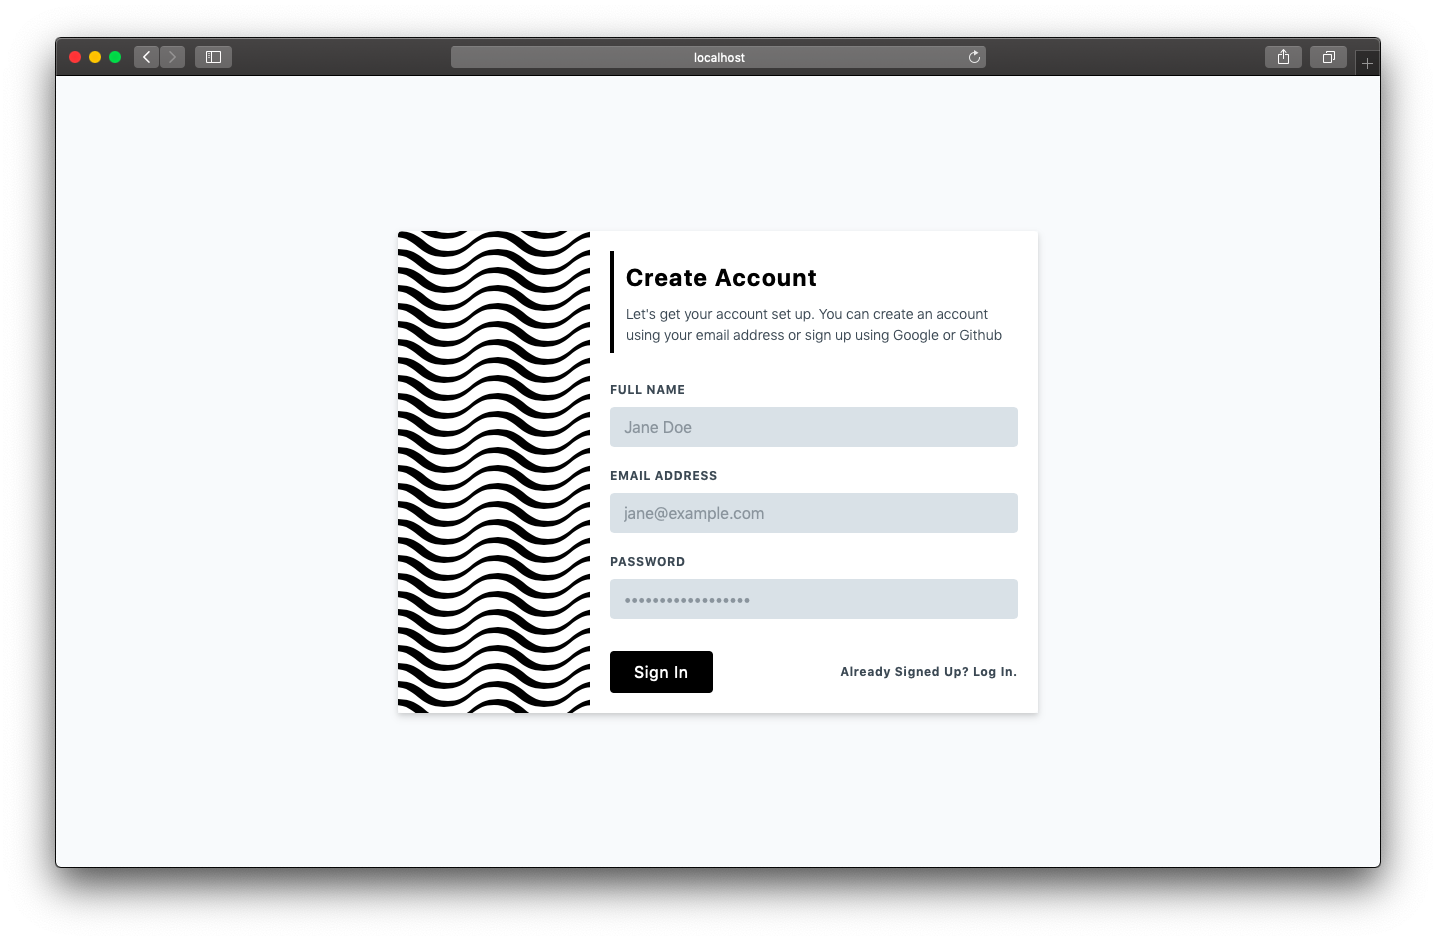 localhost
Create Account
Let's get your account set up. You can create an account
using your email address or sign up using Google or Github
FULL NAME
Jane Doe
EMAIL ADDRESS
jane@example.com
PASSWORD
••••••••••••••••••
Sign In
Already Signed Up? Log In.